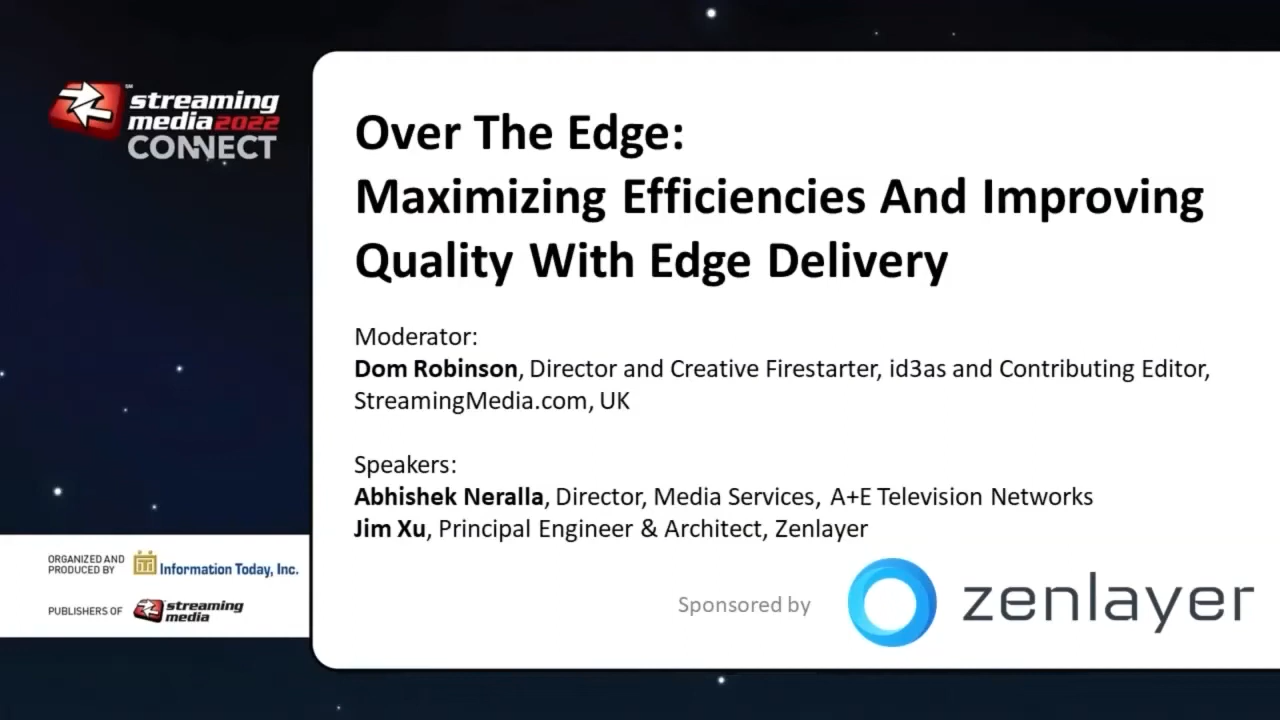 streaming
media2022
CONNECT
Over The Edge:
Maximizing Efficiencies And Improving
Quality With Edge Delivery
Moderator:
Dom Robinson, Director and Creative Firestarter, id3as and Contributing Editor,
StreamingMedia.com, UK
Speakers:
Abhishek Neralla, Director, Media Services, A+E Television Networks
Jim Xu, Principal Engineer & Architect, Zenlayer
Sponsored by
zenlayer
ORGANIZED AND
PRODUCED BY
Information Today, Inc.
PUBLISHERS OF
streaming
media